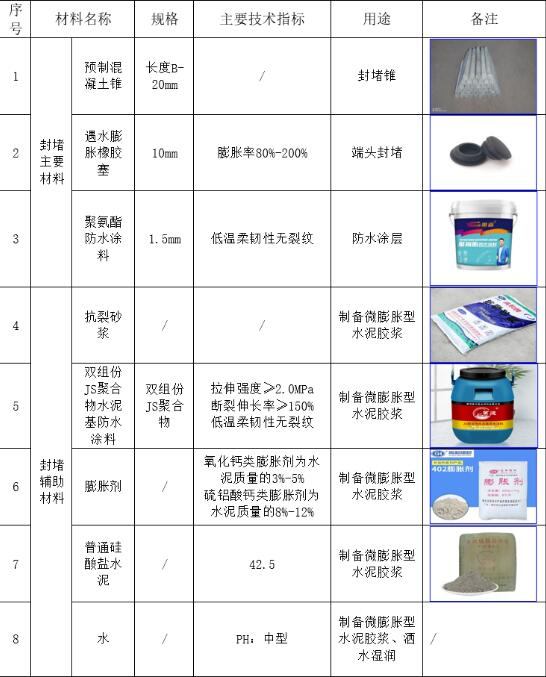 序号 材料名称 规格 主要技术指标 用途 备注
封堵
主要
材料
1
预制混
凝土锥
长度B-
20mm
/
封堵锥
2
遇水膨
胀橡胶
塞
10mm
膨胀率80%-200%
端头封堵
3
聚氨酯
防水涂
料
1.5mm
低温柔韧性无裂纹
防水涂层
封堵
辅助
材料
4
抗裂砂
浆
/
/
制备微膨胀型
水泥胶浆
5
双组份
JS聚合
物水泥
基防水
涂料
双组份
JS聚合
物
拉伸强度≥2.0MPa
断裂伸长率≥150%
低温柔韧性无裂纹
制备微膨胀型
水泥胶浆
6
膨胀剂
/
氧化钙类膨胀剂为水
泥质量的3%-5%
硫铝酸钙类膨胀剂为
水泥质量的8%-12%
制备微膨胀型
水泥胶浆
402膨胀剂
膨胀剂
7
普通硅
酸盐水
泥
/
42.5
制备微膨胀型
水泥胶浆
8
水
/
PH：中型
制备微膨胀型
水泥胶浆、洒
水湿润
/